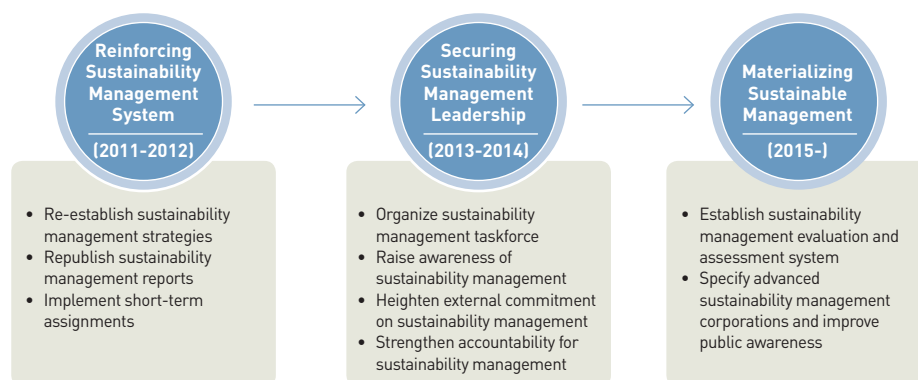 Reinforcing
Sustainability
Management
System
(2011-2012)
• Re-establish sustainability
management strategies
• Republish sustainability
management reports
• Implement short-term
assignments
Securing
Sustainability
Management
Leadership
(2013-2014)
• Organize sustainability
management taskforce
• Raise awareness of
sustainability management
• Heighten external commitment
on sustainability management
• Strengthen accountability for
sustainability management
Materializing
Sustainable
Management
(2015-)
• Establish sustainability
management evaluation and
assessment system
• Specify advanced
sustainability management
corporations and improve
public awareness